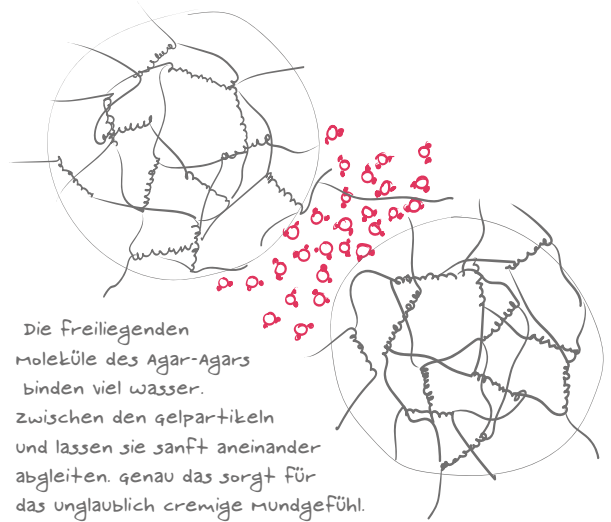 Die freiliegenden
Moleküle des Agar-Agars
binden viel Wasser.
Zwischen den Gelpartikeln
und lassen sie sanft aneinander
abgleiten. Genau das sorgt für
das unglaublich cremige Mundgefühl.